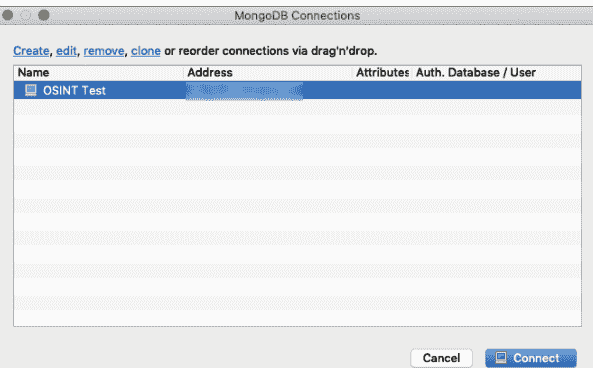 MongoDB Connections
Create, edit, remove, clone or reorder connections via drag'n'drop.
Name Address Attributes Auth. Database / User
OSINT Test
Cancel Connect